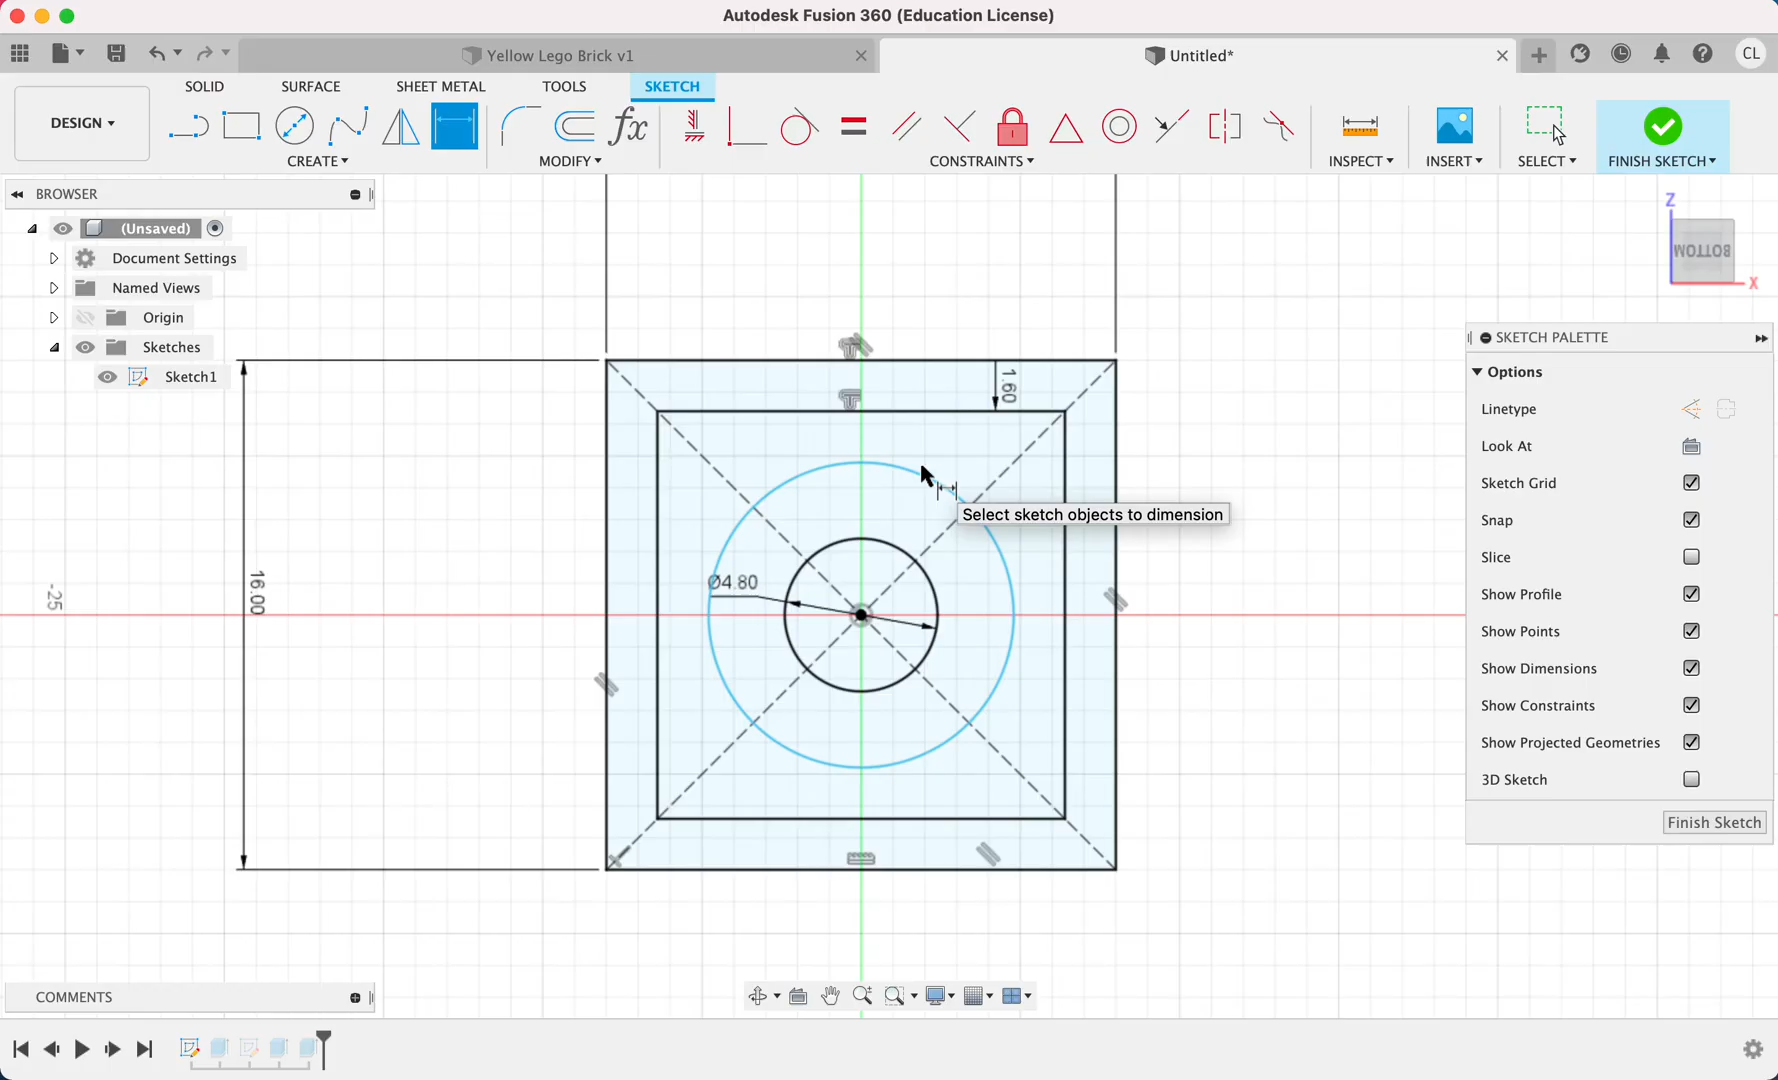 Autodesk Fusion 360 (Education License)
Yellow Lego Brick v1
Untitled*
CL
DESIGN
SOLID
SURFACE
SHEET METAL
TOOLS
SKETCH
fx
CREATE
MODIFY
CONSTRAINTS
INSPECT
INSERT
SELECT
FINISH SKETCH
BROWSER
(Unsaved)
Document Settings
Named Views
Origin
Sketches
Sketch1
Z
BOTTOM
X
1.60
Select sketch objects to dimension
Ø4.80
16.00
-25
SKETCH PALETTE
Options
Linetype
Look At
Sketch Grid
Snap
Slice
Show Profile
Show Points
Show Dimensions
Show Constraints
Show Projected Geometries
3D Sketch
Finish Sketch
COMMENTS